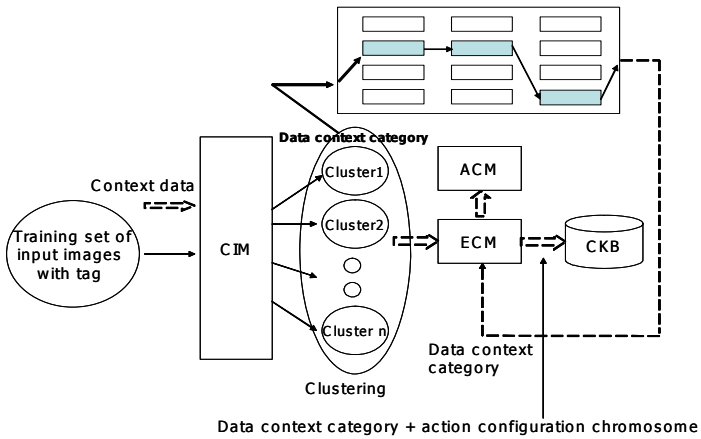 Data context category
Cluster1
Context data
ACM
Cluster2
Training set of
input images
with tag
CIM
ECM
CKB
Cluster n
Data context
category
Clustering
Data context category + action configuration chromosome